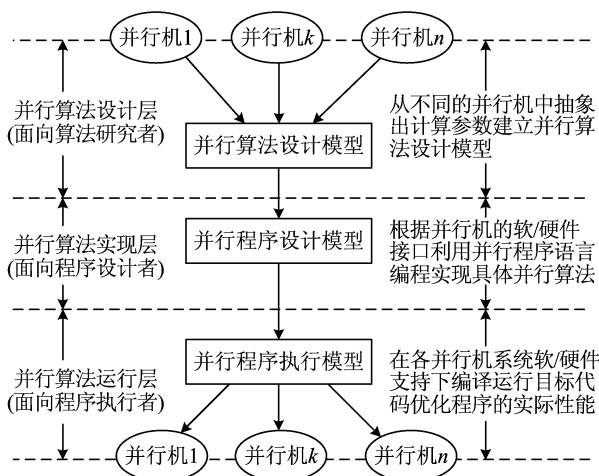 并行机1 并行机k 并行机n
并行算法设计层
(面向算法研究者)
并行算法设计模型
从不同的并行机中抽象
出计算参数建立并行算
法设计模型
并行算法实现层
(面向程序设计者)
并行程序设计模型
根据并行机的软/硬件
接口利用并行程序语言
编程实现具体并行算法
并行算法运行层
(面向程序执行者)
并行程序执行模型
在各并行机系统软/硬件
支持下编译运行目标代
码优化程序的实际性能
并行机1 并行机k 并行机n